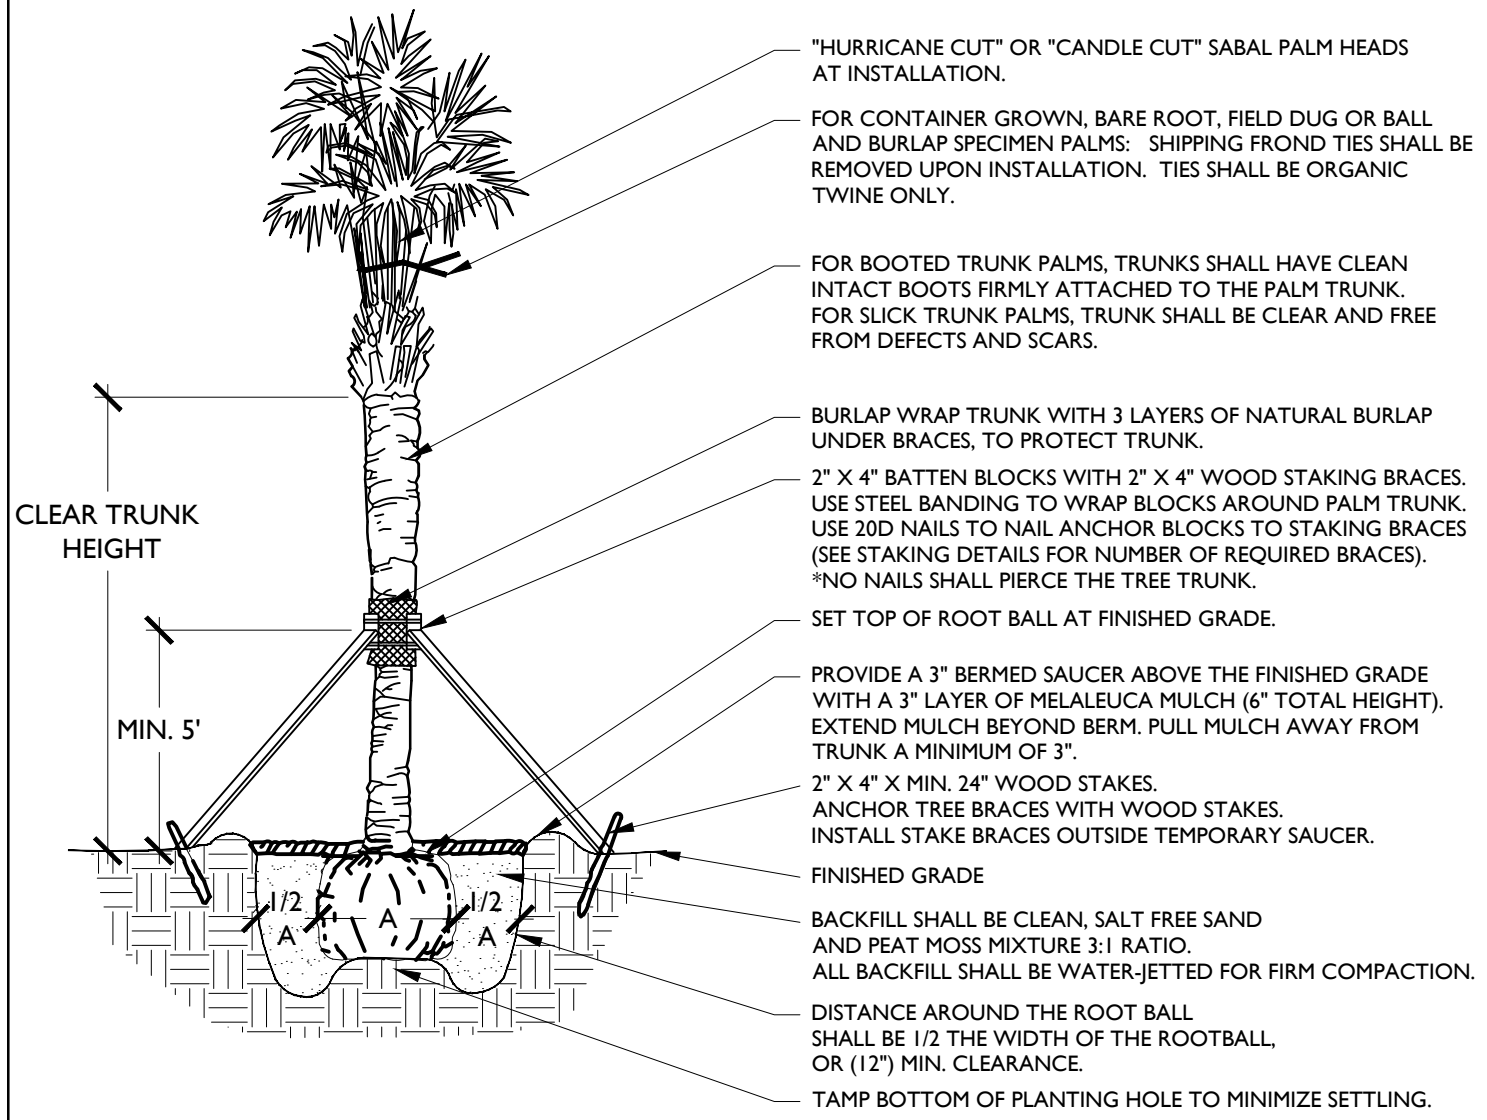 "HURRICANE CUT" OR "CANDLE CUT" SABAL PALM HEADS
AT INSTALLATION.
FOR CONTAINER GROWN, BARE ROOT, FIELD DUG OR BALL
AND BURLAP SPECIMEN PALMS: SHIPPING FROND TIES SHALL BE
REMOVED UPON INSTALLATION. TIES SHALL BE ORGANIC
TWINE ONLY.
FOR BOOTED TRUNK PALMS, TRUNKS SHALL HAVE CLEAN
INTACT BOOTS FIRMLY ATTACHED TO THE PALM TRUNK.
FOR SLICK TRUNK PALMS, TRUNK SHALL BE CLEAR AND FREE
FROM DEFECTS AND SCARS.
BURLAP WRAP TRUNK WITH 3 LAYERS OF NATURAL BURLAP
UNDER BRACES, TO PROTECT TRUNK.
2" X 4" BATTEN BLOCKS WITH 2" X 4" WOOD STAKING BRACES.
USE STEEL BANDING TO WRAP BLOCKS AROUND PALM TRUNK.
USE 20D NAILS TO NAIL ANCHOR BLOCKS TO STAKING BRACES
(SEE STAKING DETAILS FOR NUMBER OF REQUIRED BRACES).
*NO NAILS SHALL PIERCE THE TREE TRUNK.
SET TOP OF ROOT BALL AT FINISHED GRADE.
PROVIDE A 3" BERMED SAUCER ABOVE THE FINISHED GRADE
WITH A 3" LAYER OF MELALEUCA MULCH (6" TOTAL HEIGHT).
EXTEND MULCH BEYOND BERM. PULL MULCH AWAY FROM
TRUNK A MINIMUM OF 3".
2" X 4" X MIN. 24" WOOD STAKES.
ANCHOR TREE BRACES WITH WOOD STAKES.
INSTALL STAKE BRACES OUTSIDE TEMPORARY SAUCER.
FINISHED GRADE
BACKFILL SHALL BE CLEAN, SALT FREE SAND
AND PEAT MOSS MIXTURE 3:1 RATIO.
ALL BACKFILL SHALL BE WATER-JETTED FOR FIRM COMPACTION.
DISTANCE AROUND THE ROOT BALL
SHALL BE 1/2 THE WIDTH OF THE ROOTBALL,
OR (12") MIN. CLEARANCE.
TAMP BOTTOM OF PLANTING HOLE TO MINIMIZE SETTLING.
CLEAR TRUNK
HEIGHT
MIN. 5'
1/2
A
A
1/2
A